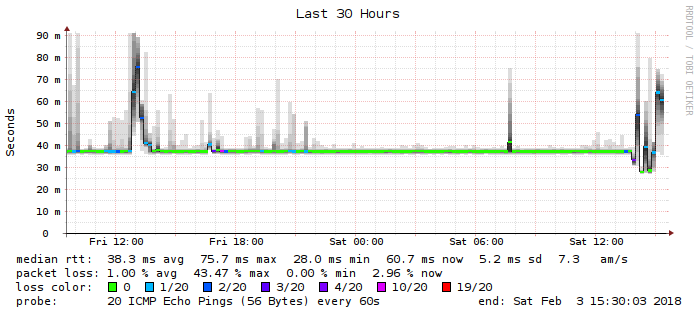 Last 30 Hours
RRDTOOL / TOBI OETIKER
Seconds
90 m
80 m
70 m
60 m
50 m
40 m
30 m
20 m
10 m
0
Fri 12:00 Fri 18:00 Sat 00:00 Sat 06:00 Sat 12:00
median rtt: 38.3 ms avg 75.7 ms max 28.0 ms min 60.7 ms now 5.2 ms sd 7.3 am/s
packet loss: 1.00 % avg 43.47 % max 0.00 % min 2.96 % now
loss color: 0 1/20 2/20 3/20 4/20 10/20 19/20
probe: 20 ICMP Echo Pings (56 Bytes) every 60s end: Sat Feb 3 15:30:03 2018